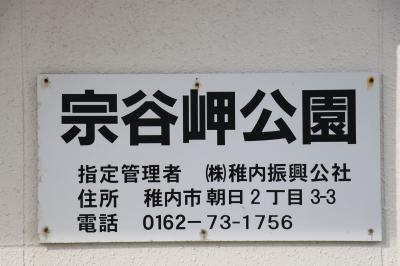 宗谷岬公園
指定管理者　㈱稚内振興公社
住所　稚内市朝日2丁目3-3
電話　0162-73-1756